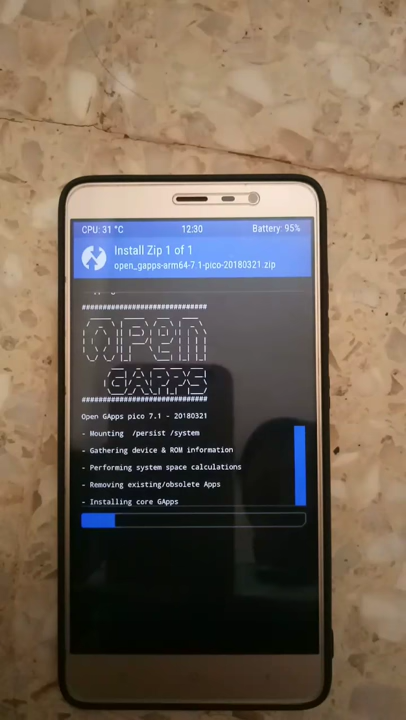 CPU: 31 °C 12:30 Battery: 95%
Install Zip 1 of 1
open_gapps-arm64-7.1-pico-20180321.zip
##############################
OPEN
GAPPS
##############################
Open GApps pico 7.1 - 20180321
- Mounting /persist /system
- Gathering device & ROM information
- Performing system space calculations
- Removing existing/obsolete Apps
- Installing core GApps